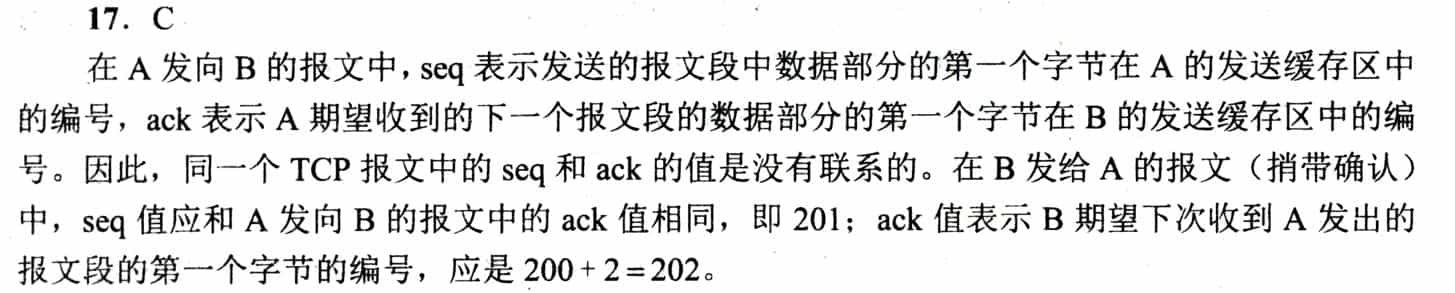 17. C
在 A 发向 B 的报文中，seq 表示发送的报文段中数据部分的第一个字节在 A 的发送缓存区中
的编号，ack 表示 A 期望收到的下一个报文段的数据部分的第一个字节在 B 的发送缓存区中的编
号。因此，同一个 TCP 报文中的 seq 和 ack 的值是没有联系的。在 B 发给 A 的报文（捎带确认）
中，seq 值应和 A 发向 B 的报文中的 ack 值相同，即 201；ack 值表示 B 期望下次收到 A 发出的
报文段的第一个字节的编号，应是 200 + 2 = 202。